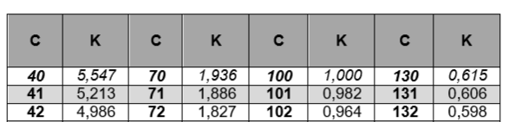 C K C K C K C K
40 5,547 70 1,936 100 1,000 130 0,615
41 5,213 71 1,886 101 0,982 131 0,606
42 4,986 72 1,827 102 0,964 132 0,598